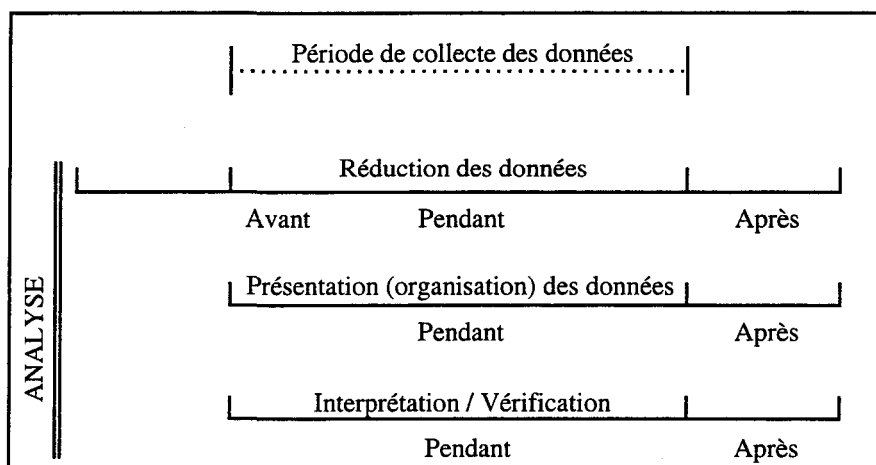 Période de collecte des données
Réduction des données
Avant Pendant Après
Présentation (organisation) des données
Pendant Après
Interprétation / Vérification
Pendant Après
ANALYSE